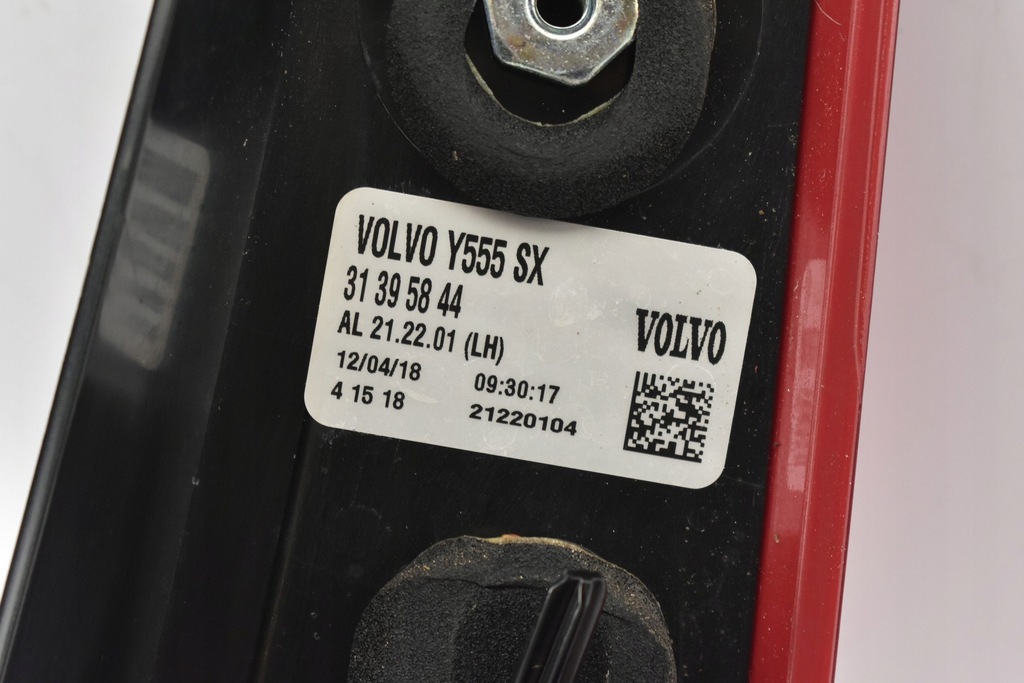 VOLVO Y555 SX
31 39 58 44
AL 21.22.01 (LH)
12/04/18 09:30:17
4 15 18 21220104
VOLVO